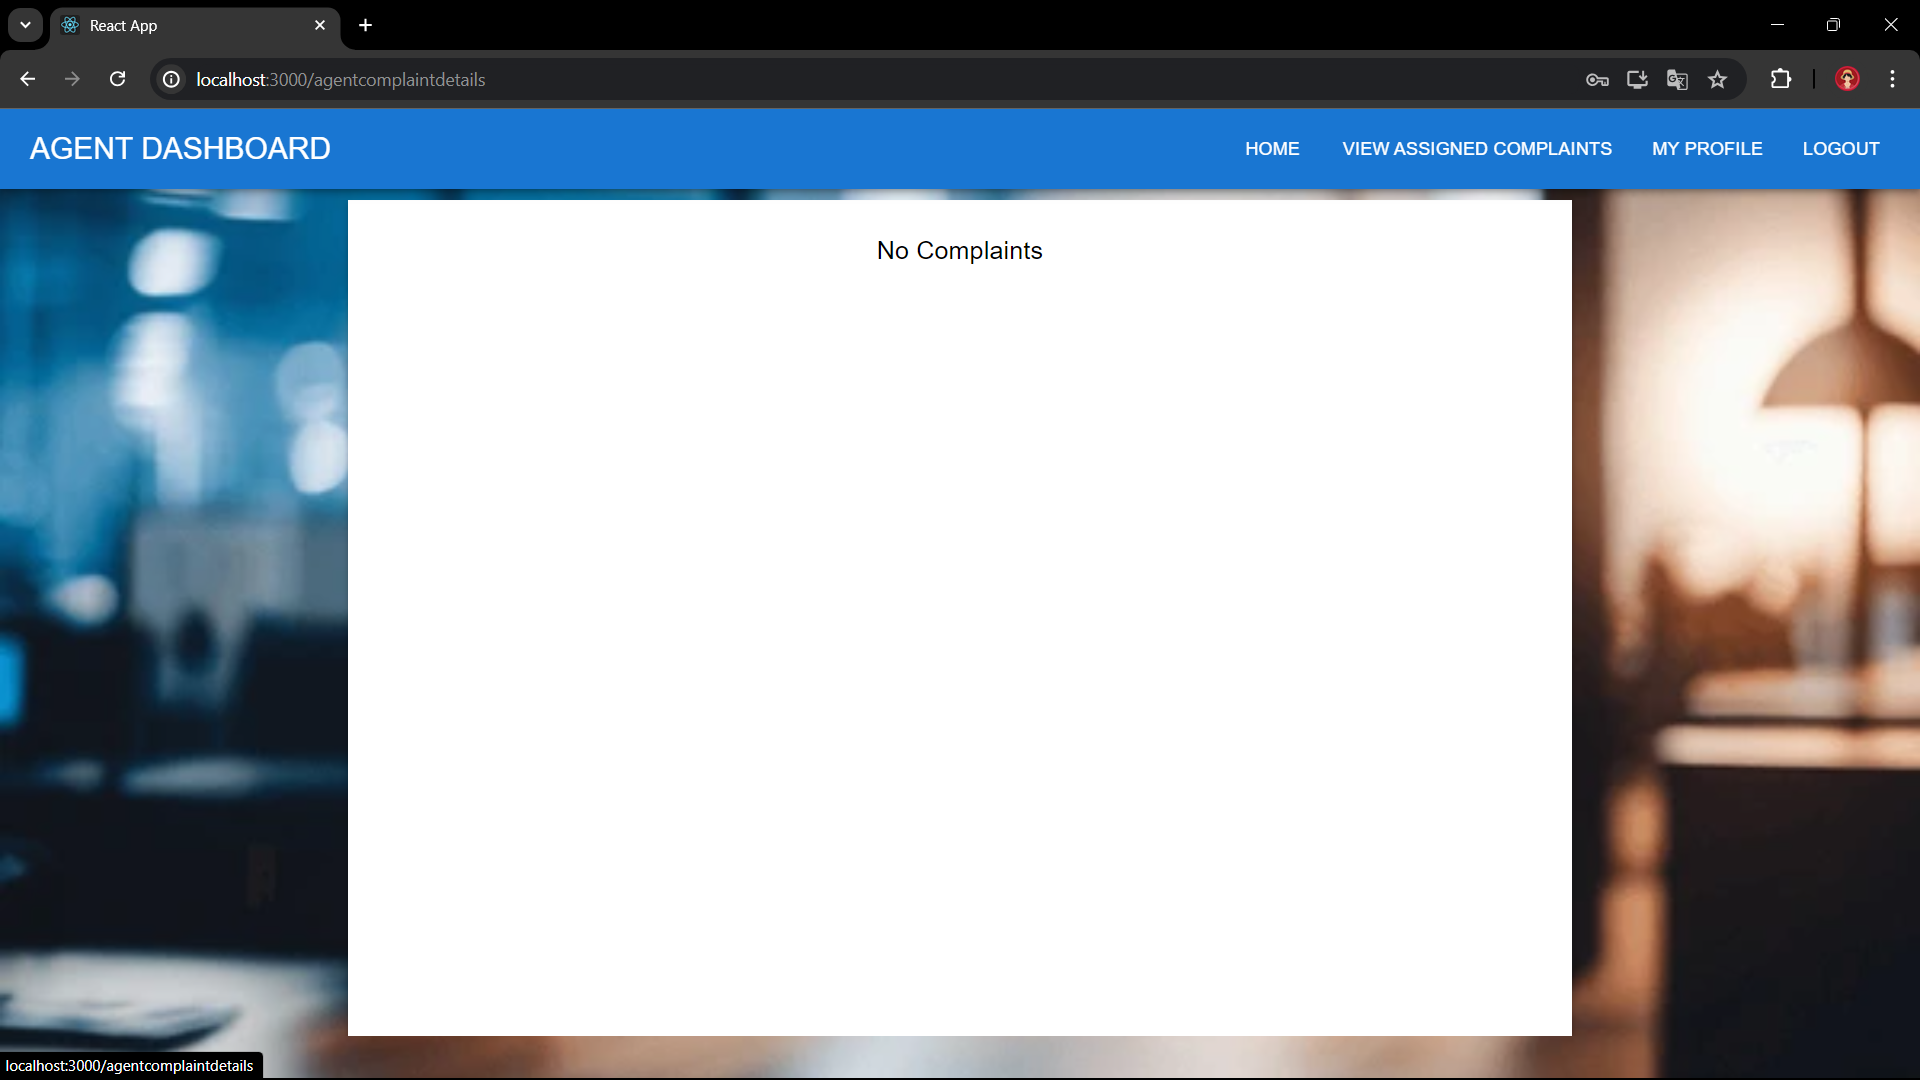 React App
localhost:3000/agentcomplaintdetails
AGENT DASHBOARD
HOME
VIEW ASSIGNED COMPLAINTS
MY PROFILE
LOGOUT
No Complaints
localhost:3000/agentcomplaintdetails